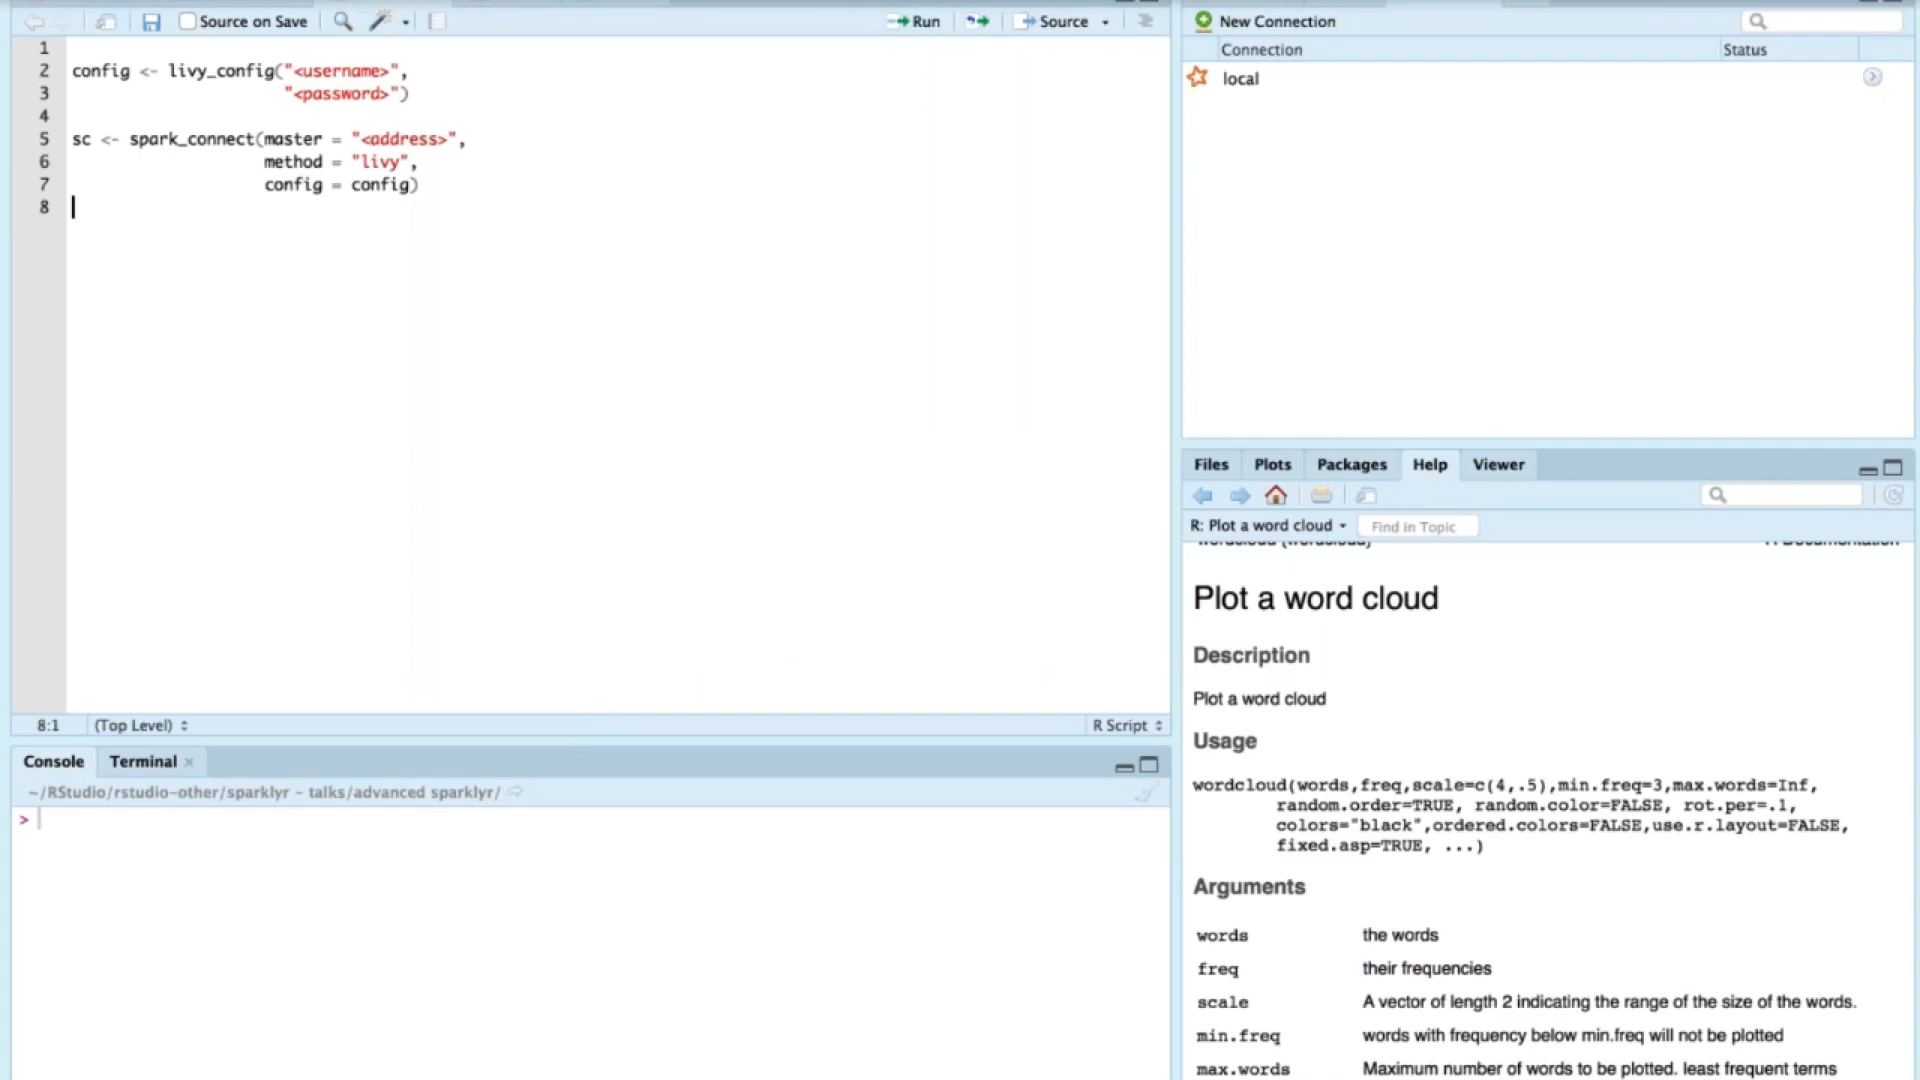 Source on Save
Run
Source
1
2 config <- livy_config("<username>",
3 "<password>")
4
5 sc <- spark_connect(master = "<address>",
6 method = "livy",
7 config = config)
8
8:1 (Top Level) R Script
Console Terminal
~/RStudio/rstudio-other/sparklyr - talks/advanced sparklyr/
>
New Connection
Connection Status
local
Files Plots Packages Help Viewer
R: Plot a word cloud Find in Topic
Plot a word cloud
Description
Plot a word cloud
Usage
wordcloud(words,freq,scale=c(4,.5),min.freq=3,max.words=Inf,
random.order=TRUE, random.color=FALSE, rot.per=.1,
colors="black",ordered.colors=FALSE,use.r.layout=FALSE,
fixed.asp=TRUE, ...)
Arguments
words the words
freq their frequencies
scale A vector of length 2 indicating the range of the size of the words.
min.freq words with frequency below min.freq will not be plotted
max.words Maximum number of words to be plotted. least frequent terms